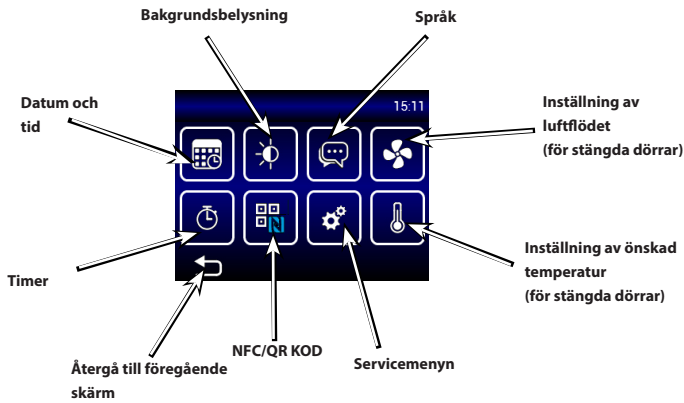 Bakgrundsbelysning
Språk
Datum och
tid
15:11
Inställning av
luftflödet
(för stängda dörrar)
Timer
Inställning av önskad
temperatur
(för stängda dörrar)
NFC/QR KOD
Servicemenyn
Återgå till föregående
skärm